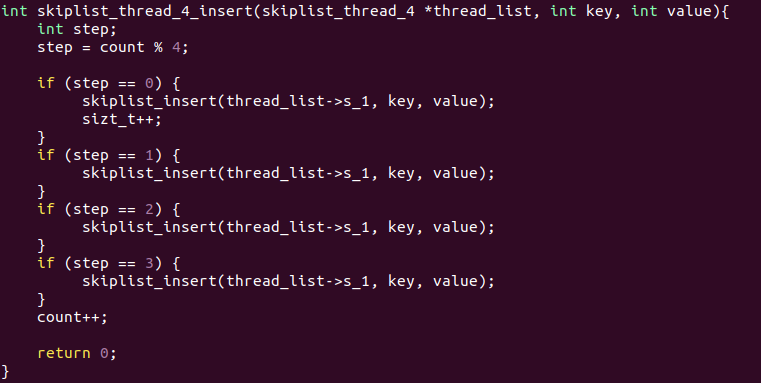 int skiplist_thread_4_insert(skiplist_thread_4 *thread_list, int key, int value){
    int step;
    step = count % 4;

    if (step == 0) {
         skiplist_insert(thread_list->s_1, key, value);
         sizt_t++;
    }
    if (step == 1) {
         skiplist_insert(thread_list->s_1, key, value);
    }
    if (step == 2) {
         skiplist_insert(thread_list->s_1, key, value);
    }
    if (step == 3) {
         skiplist_insert(thread_list->s_1, key, value);
    }
    count++;

    return 0;
}